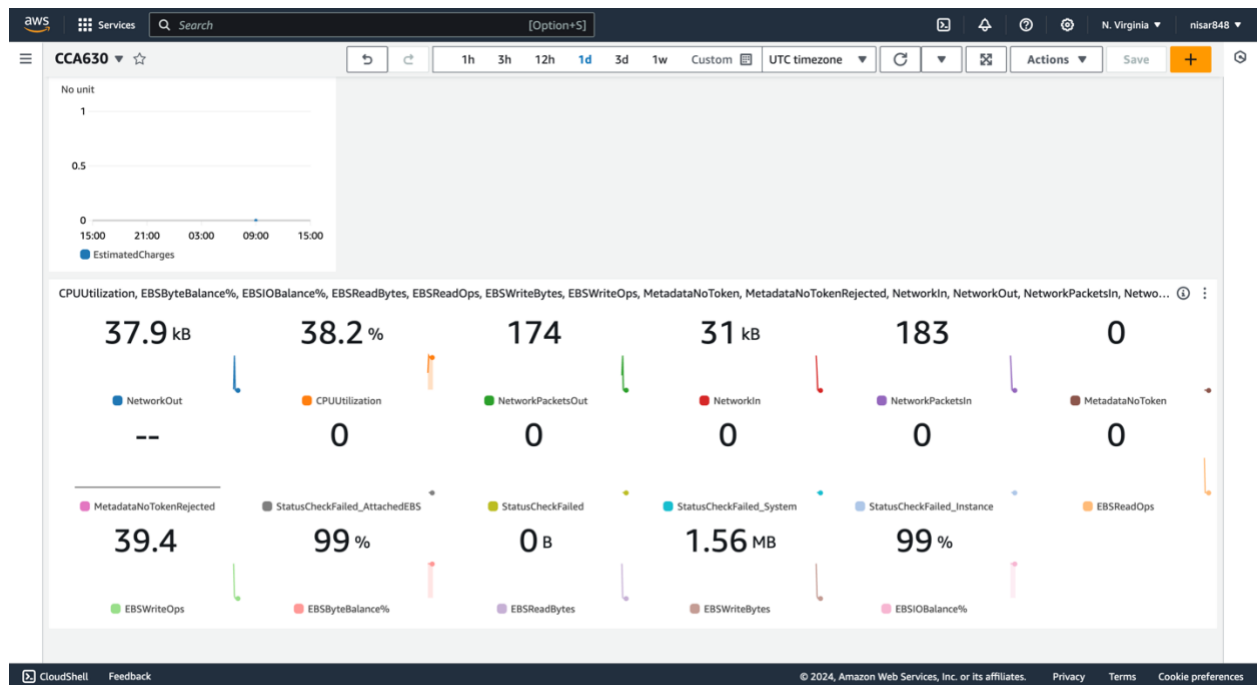 aws Services Search [Option+S] N. Virginia ▼ nisar848 ▼
CCA630 ▼ 1h 3h 12h 1d 3d 1w Custom UTC timezone ▼ ▼ Actions ▼ Save +
No unit
1
0.5
0
15:00 21:00 03:00 09:00 15:00
EstimatedCharges
CPUUtilization, EBSByteBalance%, EBSIOBalance%, EBSReadBytes, EBSReadOps, EBSWriteBytes, EBSWriteOps, MetadataNoToken, MetadataNoTokenRejected, NetworkIn, NetworkOut, NetworkPacketsIn, Netwo...
37.9 kB 38.2 % 174 31 kB 183 0
NetworkOut CPUUtilization NetworkPacketsOut NetworkIn NetworkPacketsIn MetadataNoToken
-- 0 0 0 0 0
MetadataNoTokenRejected StatusCheckFailed_AttachedEBS StatusCheckFailed StatusCheckFailed_System StatusCheckFailed_Instance EBSReadOps
39.4 99 % 0 B 1.56 MB 99 %
EBSWriteOps EBSByteBalance% EBSReadBytes EBSWriteBytes EBSIOBalance%
CloudShell Feedback © 2024, Amazon Web Services, Inc. or its affiliates. Privacy Terms Cookie preferences